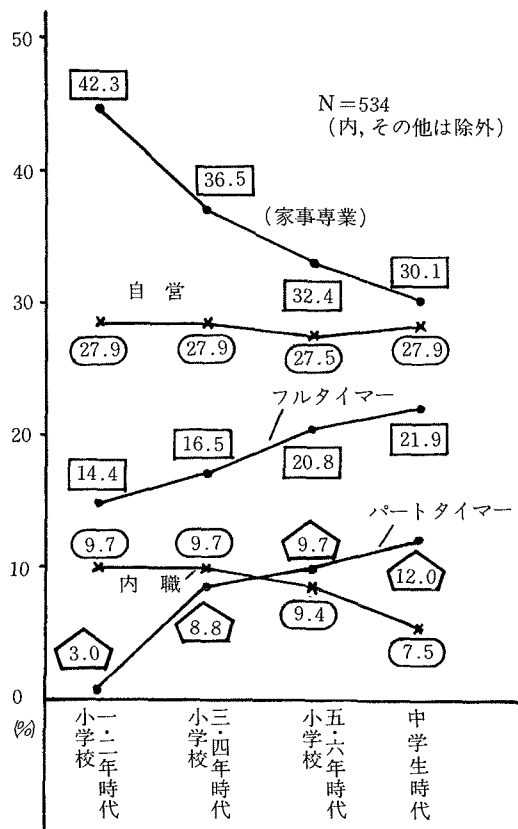 50
42.3
N=534
(内,その他は除外)
40
36.5
(家事専業)
30.1
自営
32.4
30
27.9
27.9
27.5
27.9
フルタイマー
20
16.5
14.4
20.8
21.9
パートタイマー
9.7
9.7
9.7
10
内職
12.0
9.4
3.0
8.8
7.5
0
(%)
小学校一・二年時代
小学校三・四年時代
小学校五・六年時代
中学生時代